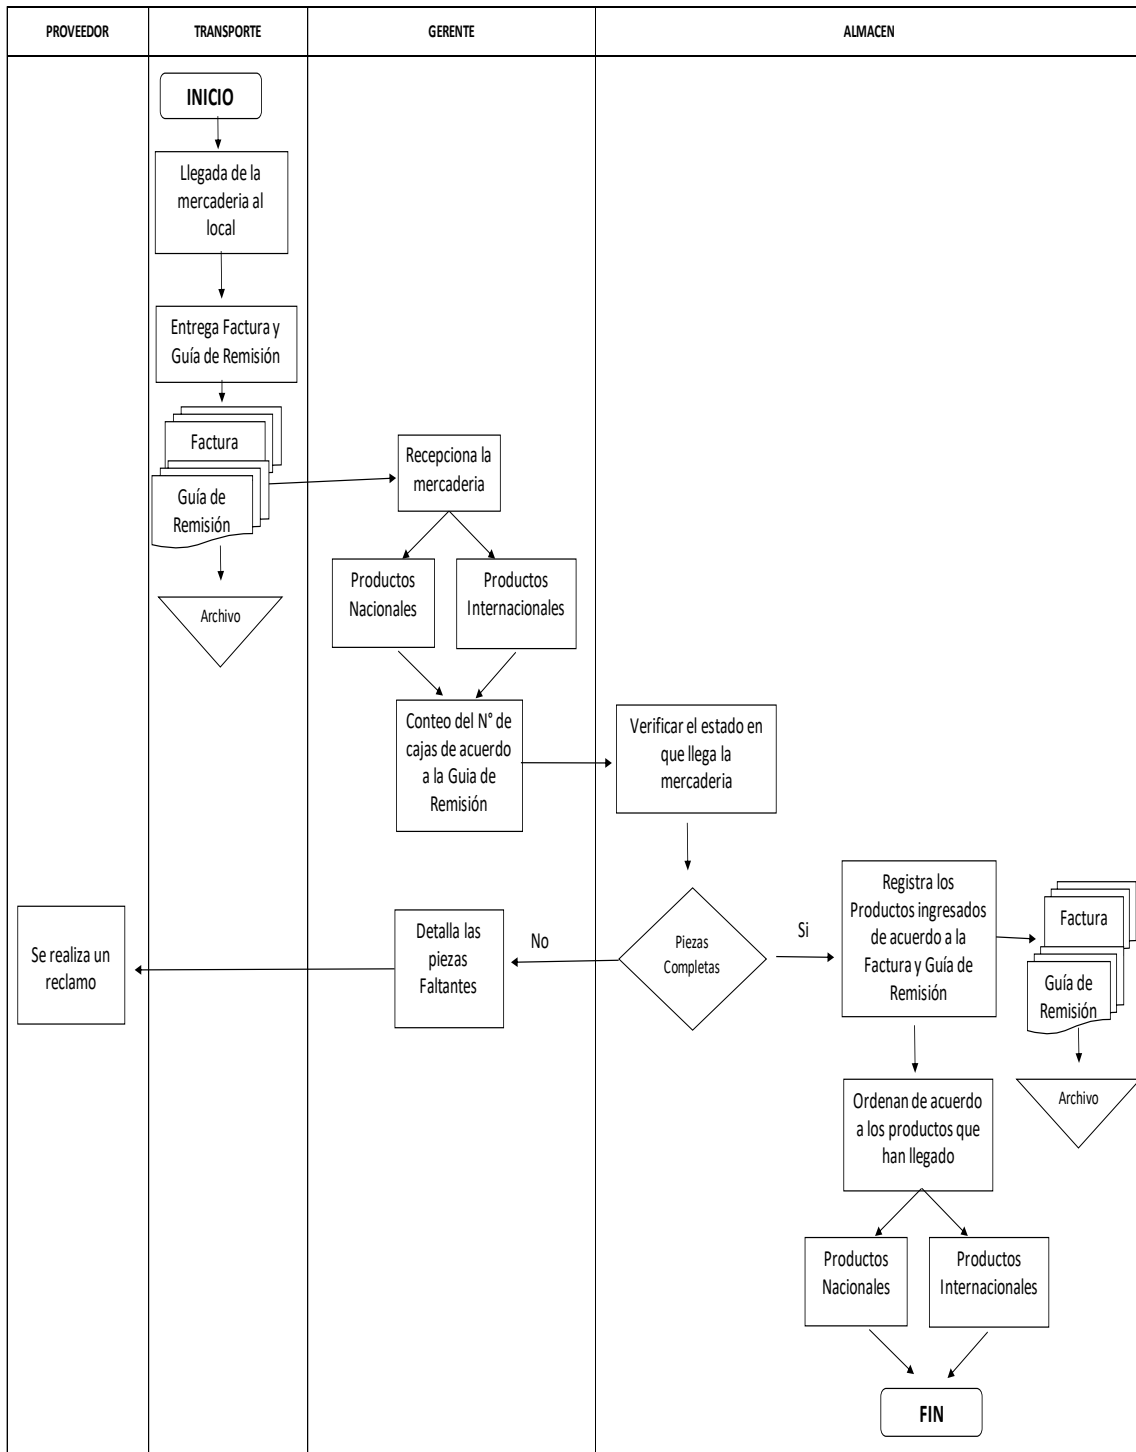 PROVEEDOR
TRANSPORTE
GERENTE
ALMACEN
INICIO
Llegada de la
mercaderia al
local
Entrega Factura y
Guía de Remisión
Factura
Guía de
Remisión
Archivo
Recepciona la
mercaderia
Productos
Nacionales
Productos
Internacionales
Conteo del N° de
cajas de acuerdo
a la Guia de
Remisión
Verificar el estado en
que llega la
mercaderia
Piezas
Completas
No
Detalla las
piezas
Faltantes
Se realiza un
reclamo
Si
Registra los
Productos ingresados
de acuerdo a la
Factura y Guía de
Remisión
Factura
Guía de
Remisión
Archivo
Ordenan de acuerdo
a los productos que
han llegado
Productos
Nacionales
Productos
Internacionales
FIN